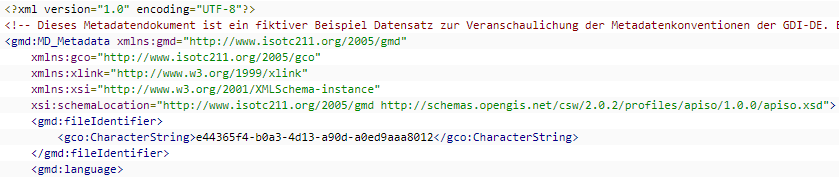 <?xml version="1.0" encoding="UTF-8"?>
<!-- Dieses Metadatendokument ist ein fiktiver Beispiel Datensatz zur Veranschaulichung der Metadatenkonventionen der GDI-DE.
<gmd:MD_Metadata xmlns:gmd="http://www.isotc211.org/2005/gmd"
xmlns:gco="http://www.isotc211.org/2005/gco"
xmlns:xlink="http://www.w3.org/1999/xlink"
xmlns:xsi="http://www.w3.org/2001/XMLSchema-instance"
xsi:schemaLocation="http://www.isotc211.org/2005/gmd http://schemas.opengis.net/csw/2.0.2/profiles/apiso/1.0.0/apiso.xsd">
<gmd:fileIdentifier>
<gco:CharacterString>e44365f4-b0a3-4d13-a90d-a0ed9aaa8012</gco:CharacterString>
</gmd:fileIdentifier>
<gmd:language>